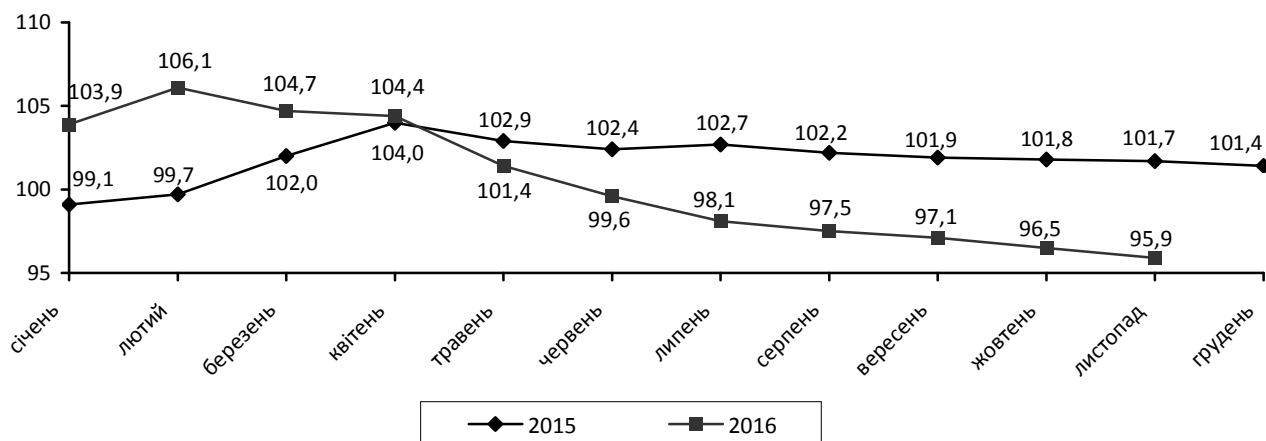 110
105
100
95
103,9
106,1
104,7
104,4
102,9
102,4
102,7
102,2
101,9
101,8
101,7
101,4
99,1
99,7
102,0
104,0
101,4
99,6
98,1
97,5
97,1
96,5
95,9
січень
лютий
березень
квітень
травень
червень
липень
серпень
вересень
жовтень
листопад
грудень
2015
2016